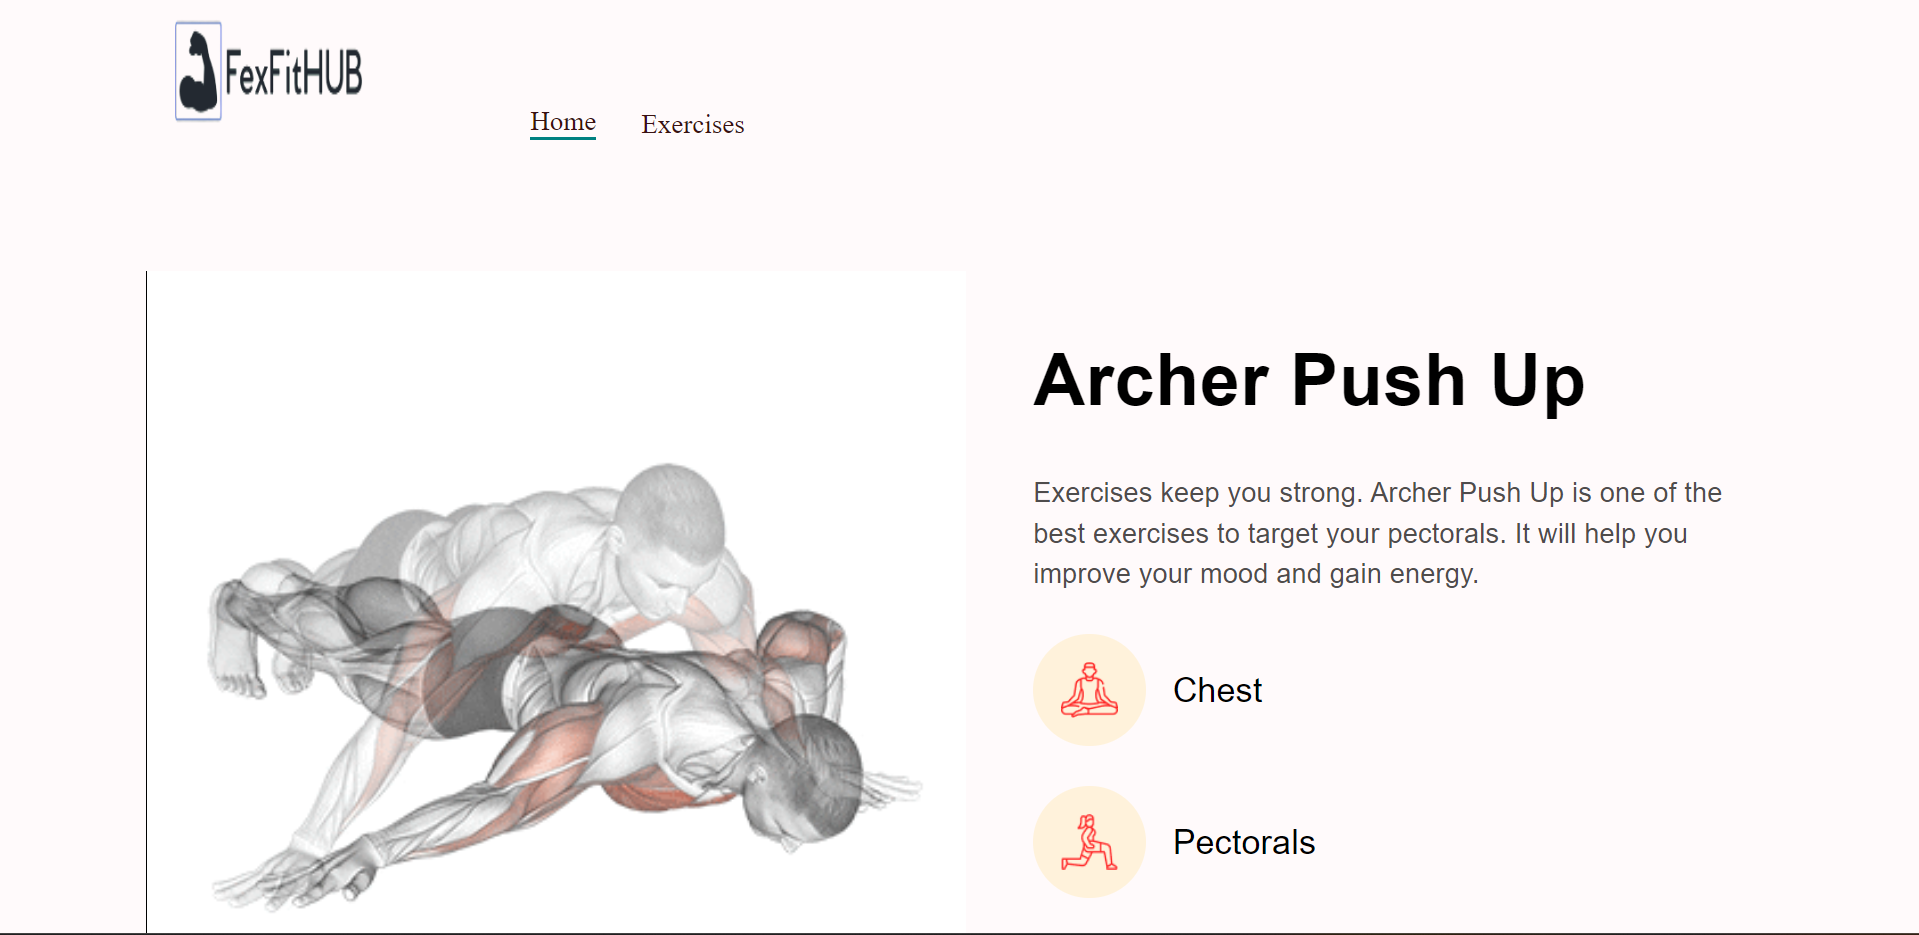 FexFitHUB
Home
Exercises
Archer Push Up
Exercises keep you strong. Archer Push Up is one of the
best exercises to target your pectorals. It will help you
improve your mood and gain energy.
Chest
Pectorals